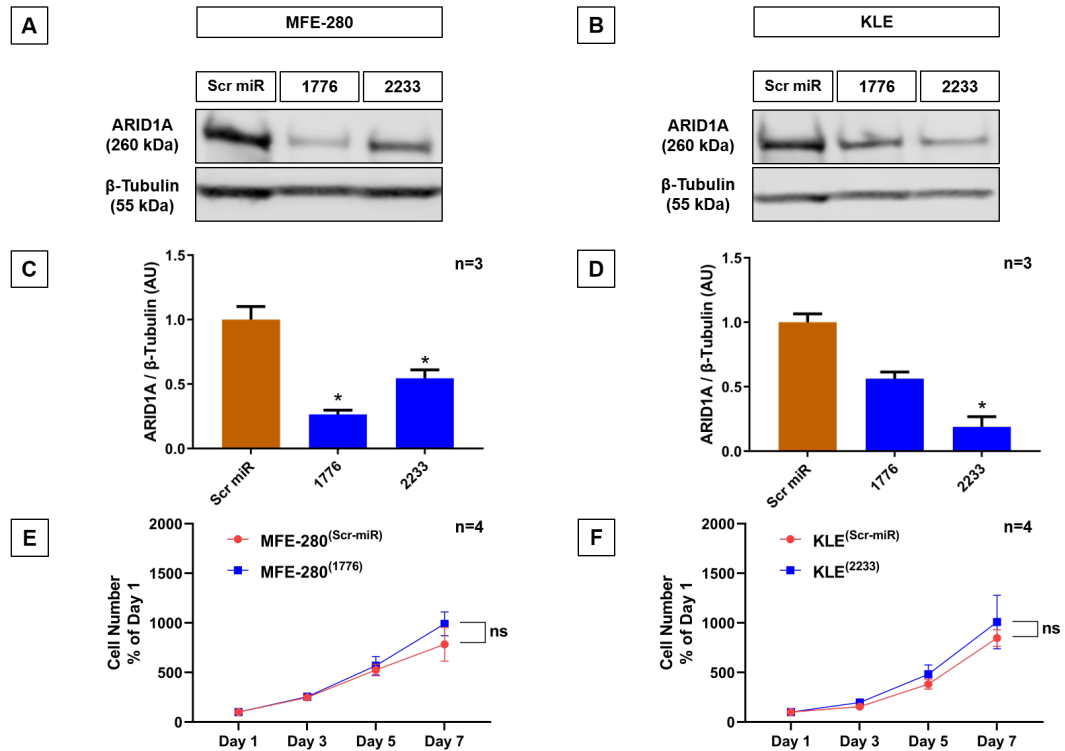 A
MFE-280
B
KLE
Scr miR 1776 2233
Scr miR 1776 2233
ARID1A
(260 kDa)
ARID1A
(260 kDa)
β-Tubulin
(55 kDa)
β-Tubulin
(55 kDa)
C
ARID1A / β-Tubulin (AU)
1.5
1.0
0.5
0.0
n=3
*
*
Scr miR 1776 2233
D
ARID1A / β-Tubulin (AU)
1.5
1.0
0.5
0.0
n=3
*
Scr miR 1776 2233
E
Cell Number
% of Day 1
2000
1500
1000
500
0
MFE-280(Scr-miR)
MFE-280(1776)
n=4
ns
Day 1 Day 3 Day 5 Day 7
F
Cell Number
% of Day 1
2000
1500
1000
500
0
KLE(Scr-miR)
KLE(2233)
n=4
ns
Day 1 Day 3 Day 5 Day 7